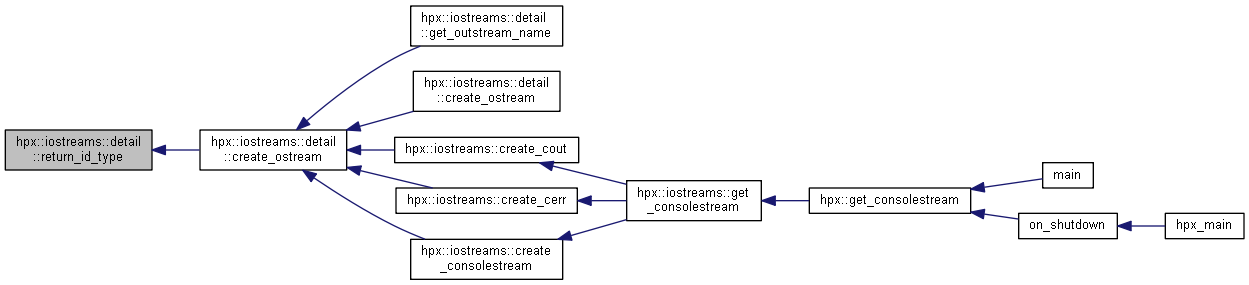 hpx::iostreams::detail
::return_id_type
hpx::iostreams::detail
::create_ostream
hpx::iostreams::detail
::get_outstream_name
hpx::iostreams::detail
::create_ostream
hpx::iostreams::create_cout
hpx::iostreams::create_cerr
hpx::iostreams::create
_consolestream
hpx::iostreams::get
_consolestream
hpx::get_consolestream
main
on_shutdown
hpx_main